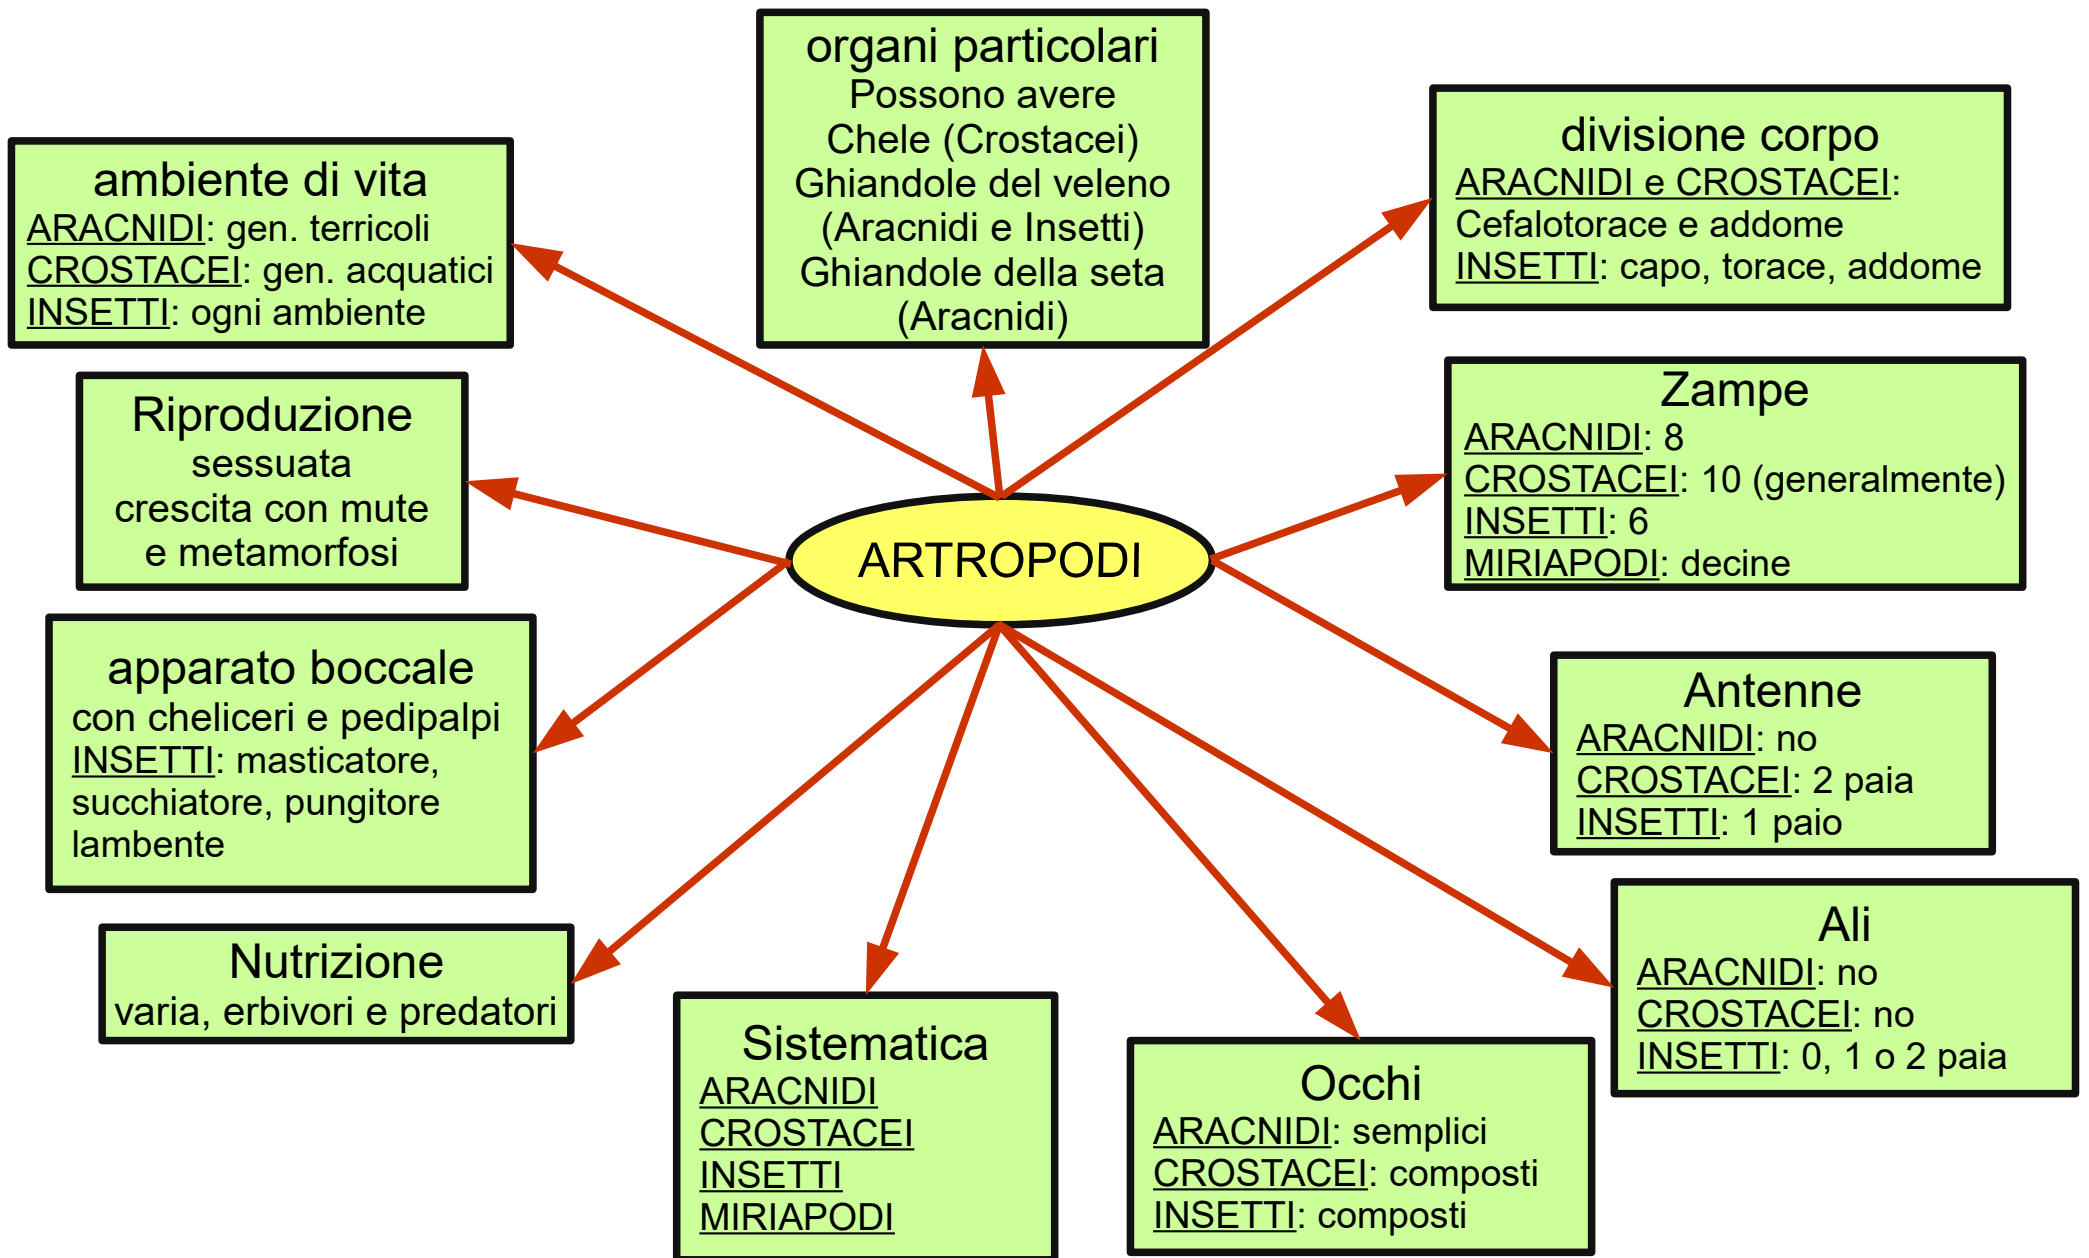 organi particolari
Possono avere
Chele (Crostacei)
Ghiandole del veleno
(Aracnidi e Insetti)
Ghiandole della seta
(Aracnidi)
divisione corpo
ARACNIDI e CROSTACEI:
Cefalotorace e addome
INSETTI: capo, torace, addome
ambiente di vita
ARACNIDI: gen. terricoli
CROSTACEI: gen. acquatici
INSETTI: ogni ambiente
Riproduzione
sessuata
crescita con mute
e metamorfosi
Zampe
ARACNIDI: 8
CROSTACEI: 10 (generalmente)
INSETTI: 6
MIRIAPODI: decine
ARTROPODI
apparato boccale
con cheliceri e pedipalpi
INSETTI: masticatore,
succhiatore, pungitore
lambente
Antenne
ARACNIDI: no
CROSTACEI: 2 paia
INSETTI: 1 paio
Nutrizione
varia, erbivori e predatori
Sistematica
ARACNIDI
CROSTACEI
INSETTI
MIRIAPODI
Occhi
ARACNIDI: semplici
CROSTACEI: composti
INSETTI: composti
Ali
ARACNIDI: no
CROSTACEI: no
INSETTI: 0, 1 o 2 paia